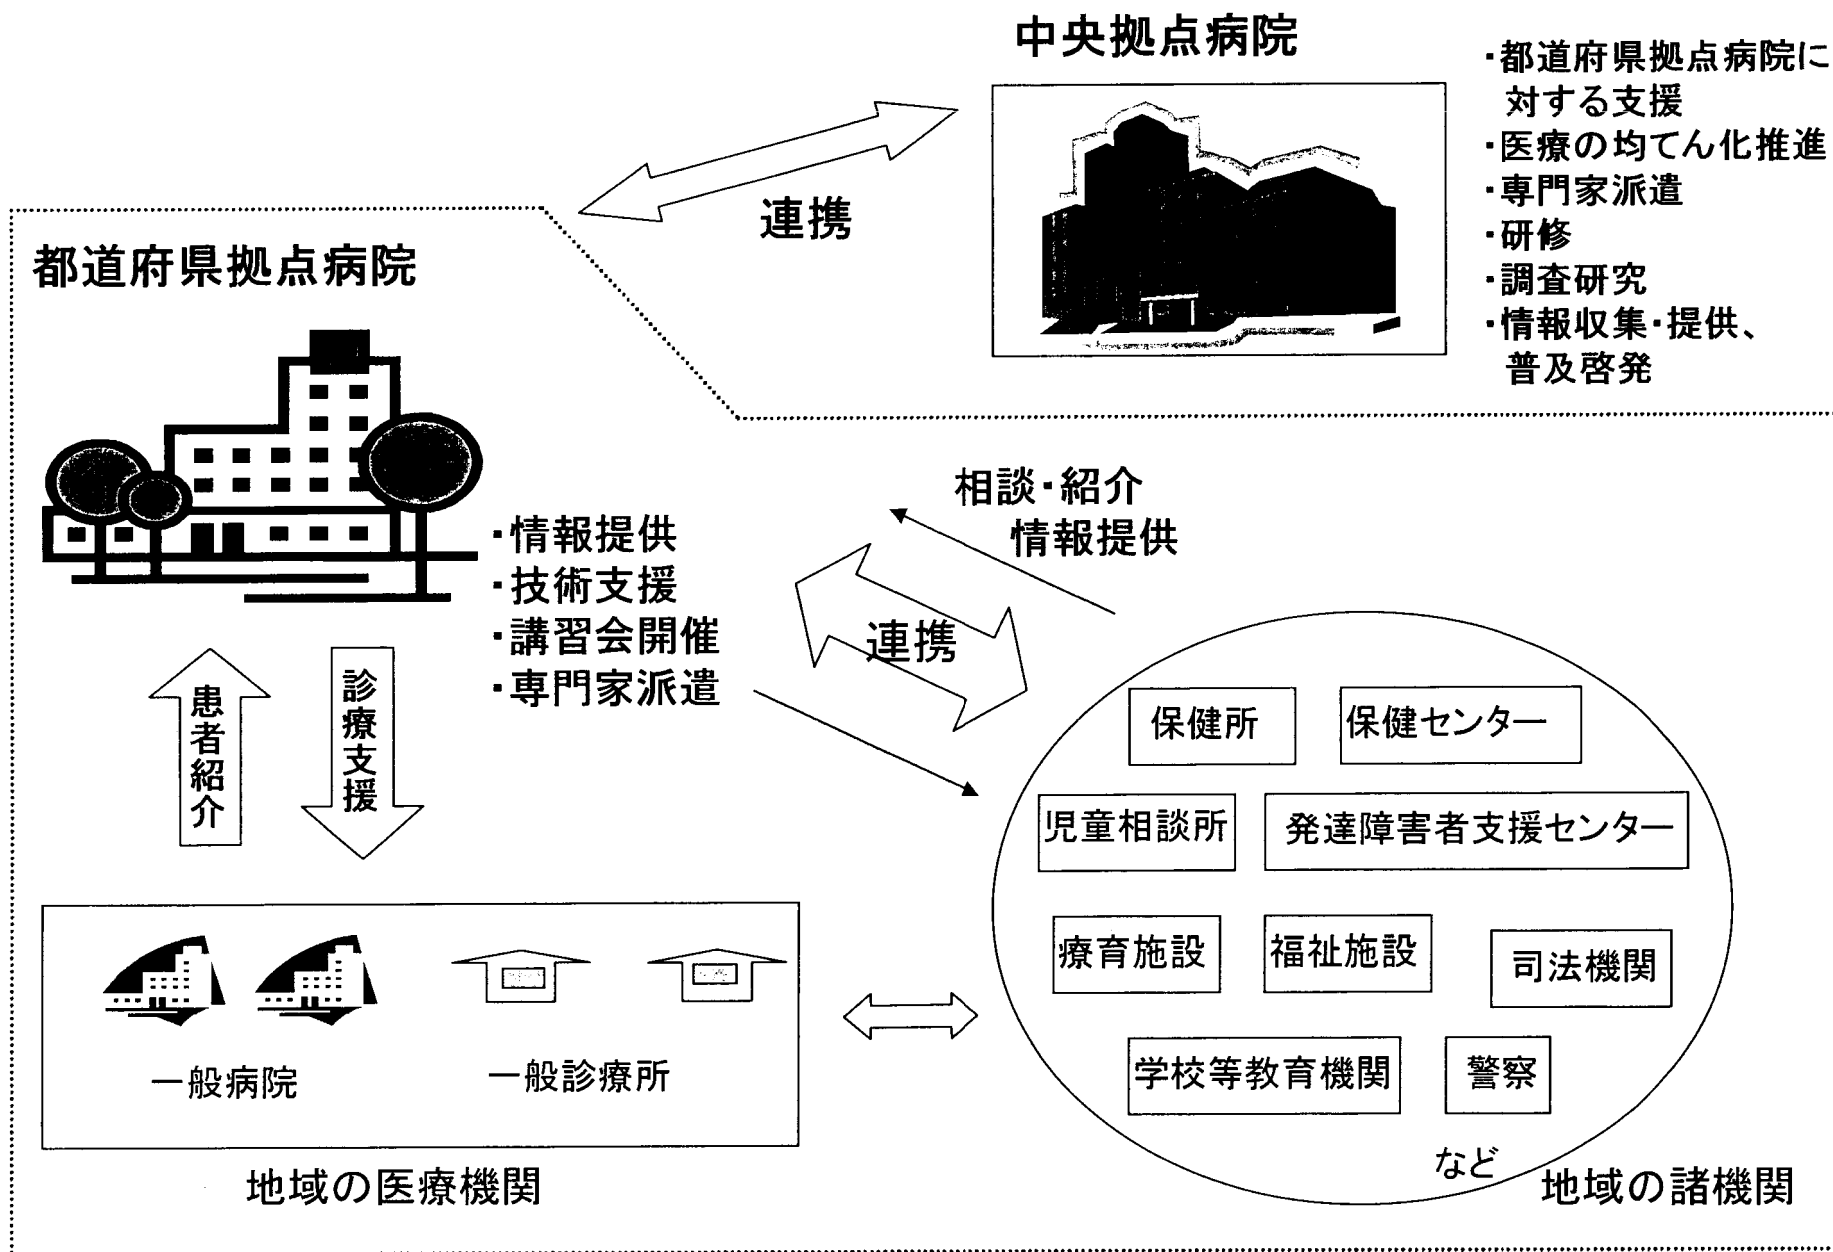 中央拠点病院
・都道府県拠点病院に
対する支援
・医療の均てん化推進
・専門家派遣
・研修
・調査研究
・情報収集・提供、
普及啓発
連携
都道府県拠点病院
・情報提供
・技術支援
・講習会開催
・専門家派遣
相談・紹介
情報提供
連携
患者紹介
診療支援
保健所
保健センター
児童相談所
発達障害者支援センター
療育施設
福祉施設
司法機関
学校等教育機関
警察
など
地域の諸機関
一般病院
一般診療所
地域の医療機関